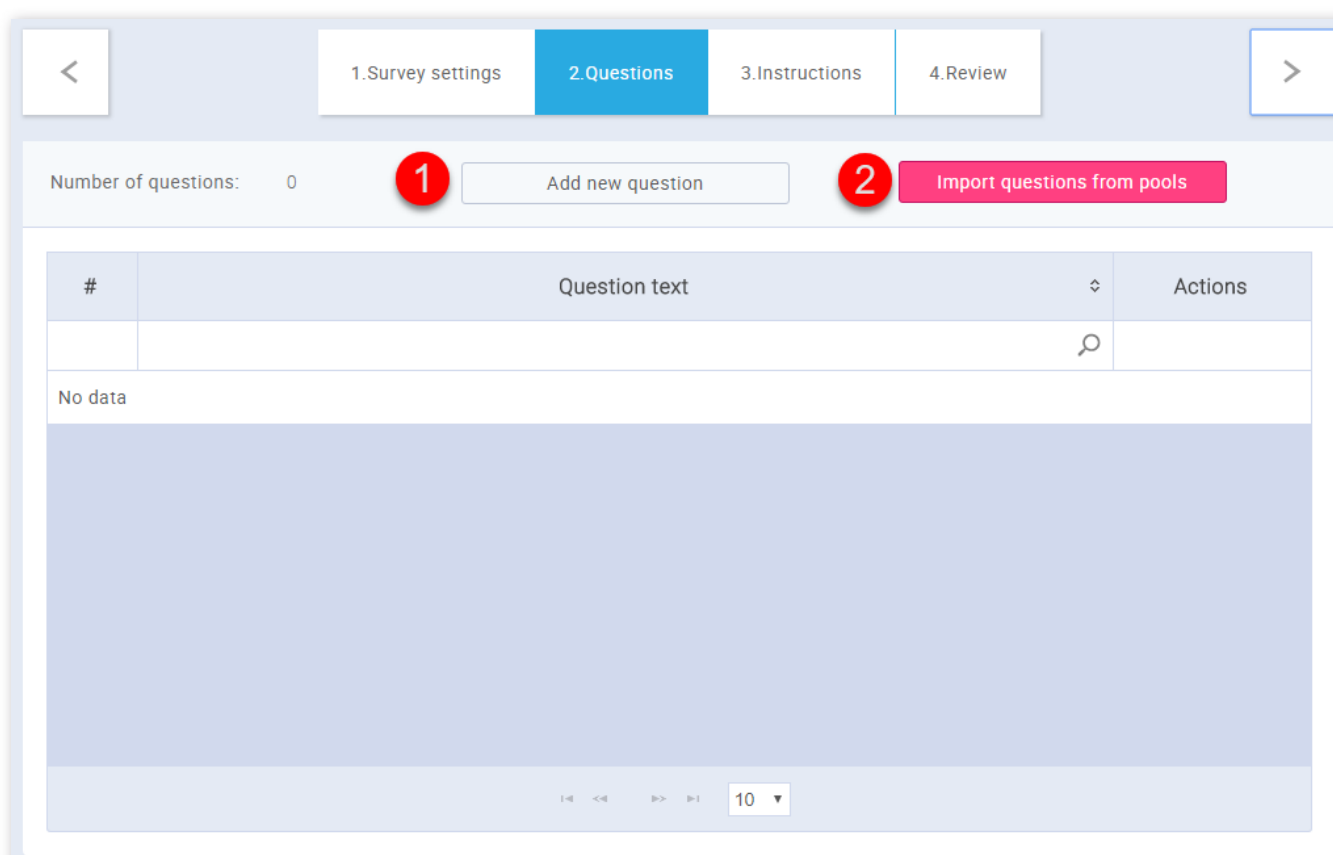 1.Survey settings 2.Questions 3.Instructions 4.Review
Number of questions: 0 1 Add new question 2 Import questions from pools
# Question text Actions
No data
10